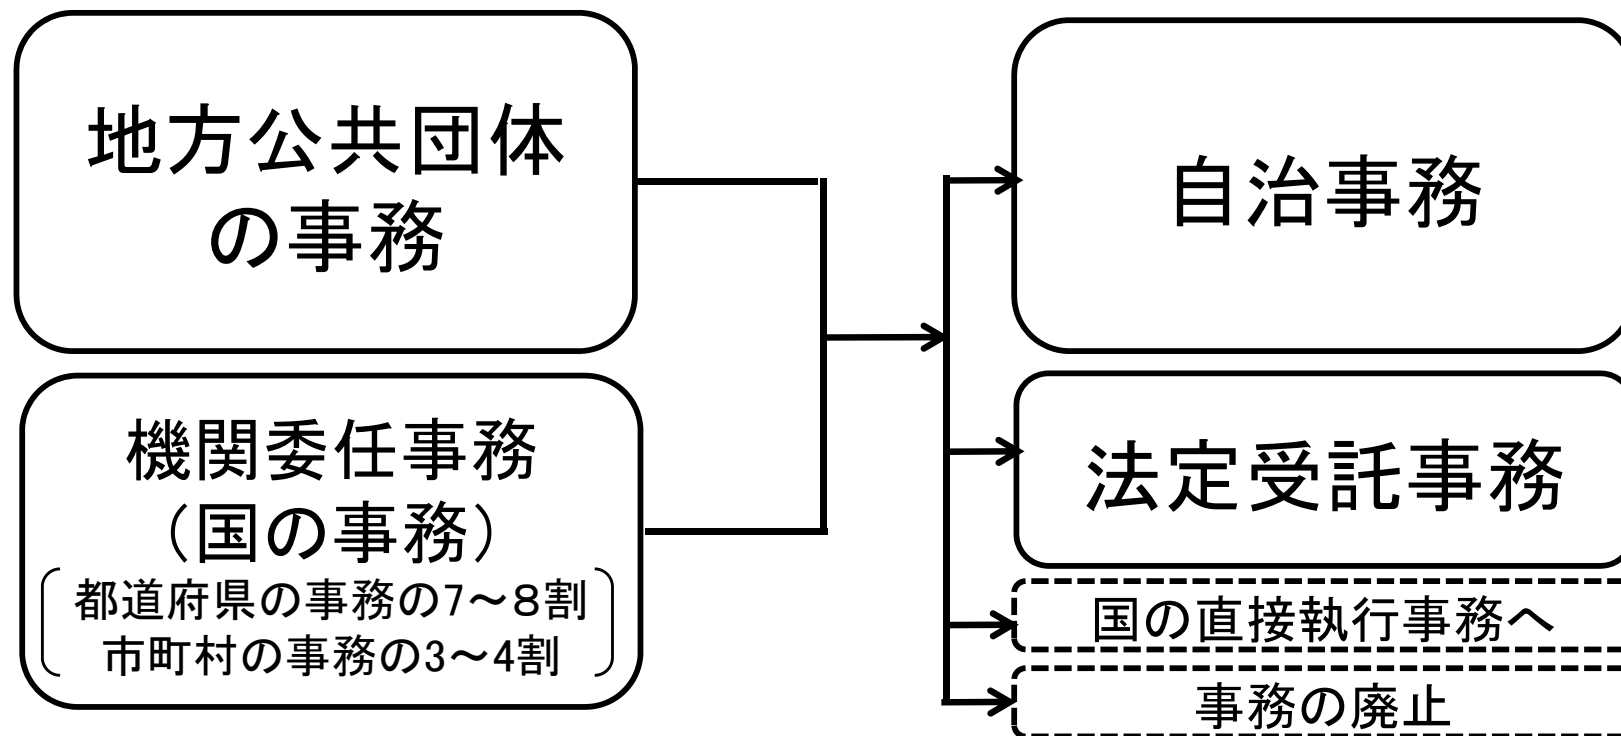 地方公共団体
の事務
機関委任事務
（国の事務）
都道府県の事務の7～8割
市町村の事務の3～4割
自治事務
法定受託事務
国の直接執行事務へ
事務の廃止